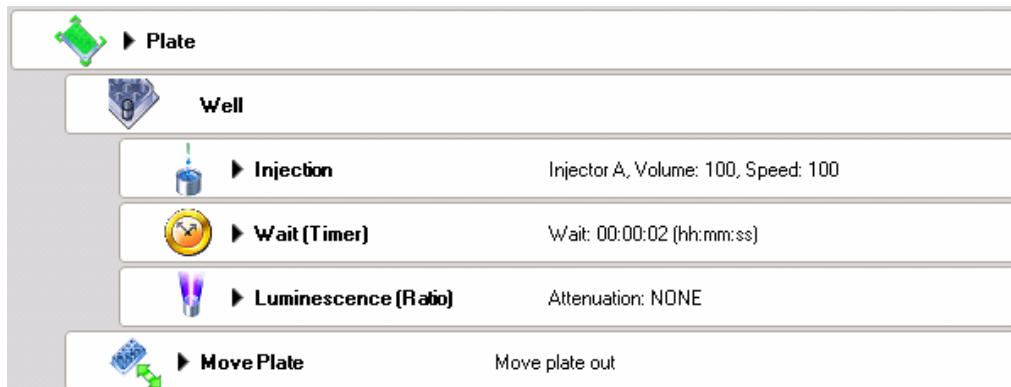 Plate
Well
Injection Injector A, Volume: 100, Speed: 100
Wait (Timer) Wait: 00:00:02 (hh:mm:ss)
Luminescence (Ratio) Attenuation: NONE
Move Plate Move plate out